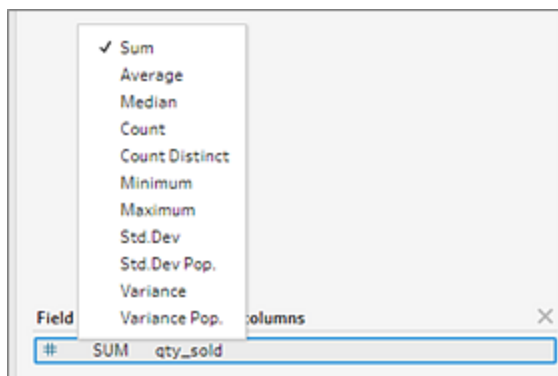 ✓ Sum
Average
Median
Count
Count Distinct
Minimum
Maximum
Std.Dev
Std.Dev Pop.
Variance
Variance Pop.
Field columns
# SUM qty_sold